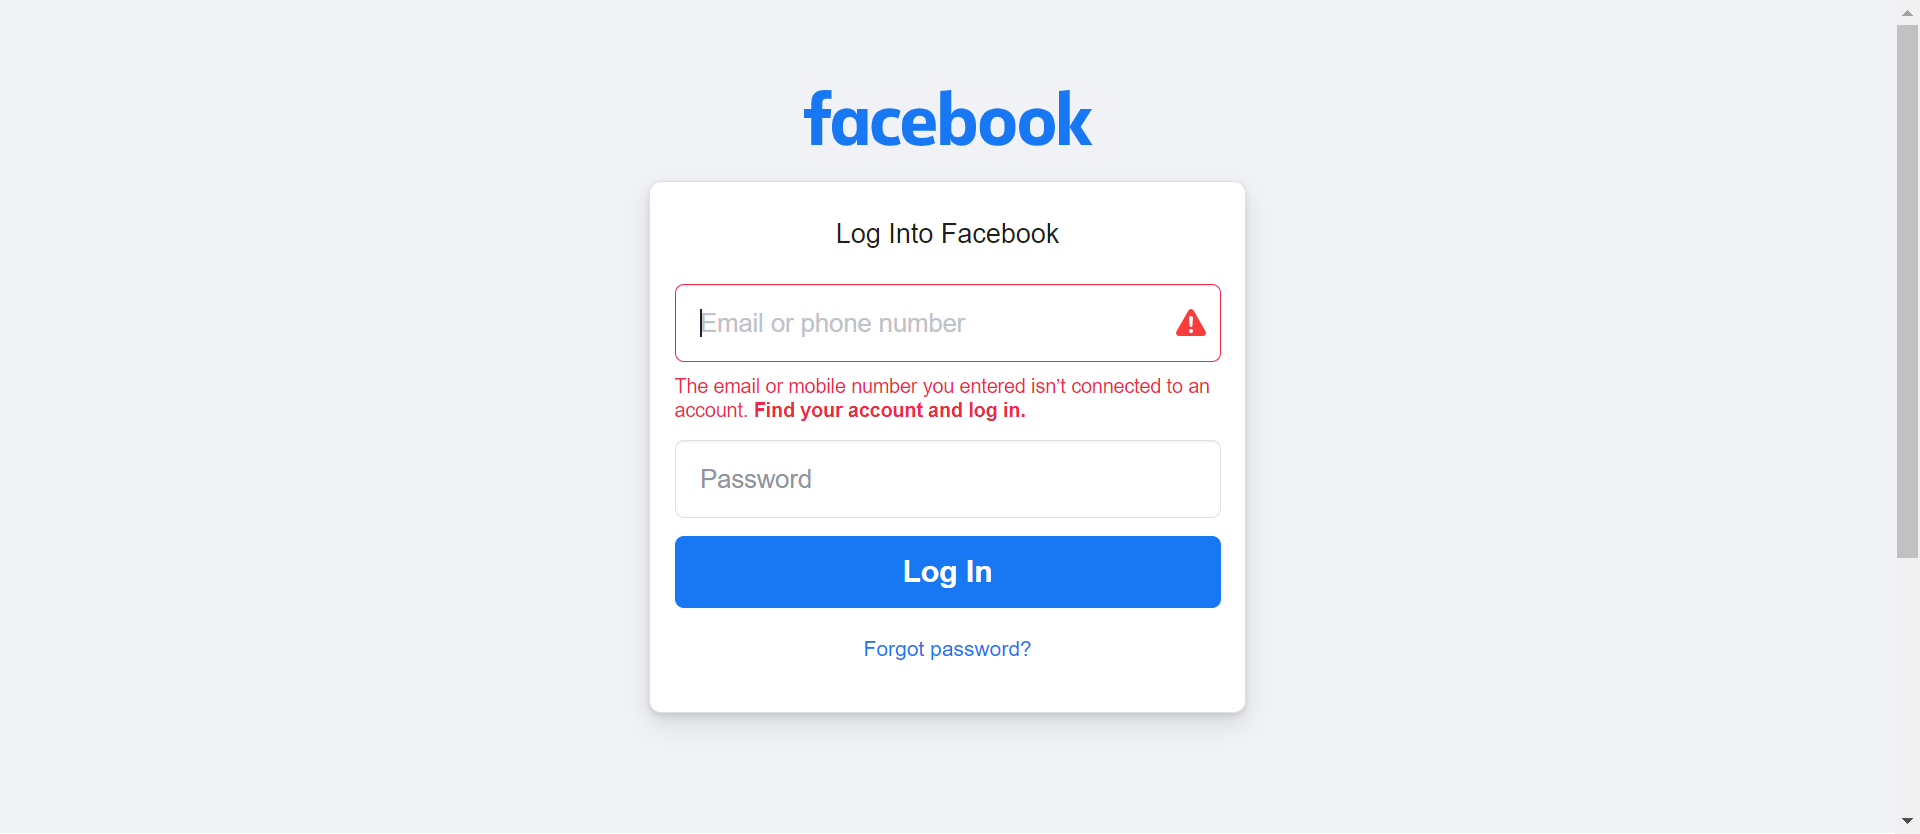 facebook
Log Into Facebook
Email or phone number
The email or mobile number you entered isn’t connected to an
account. Find your account and log in.
Password
Log In
Forgot password?